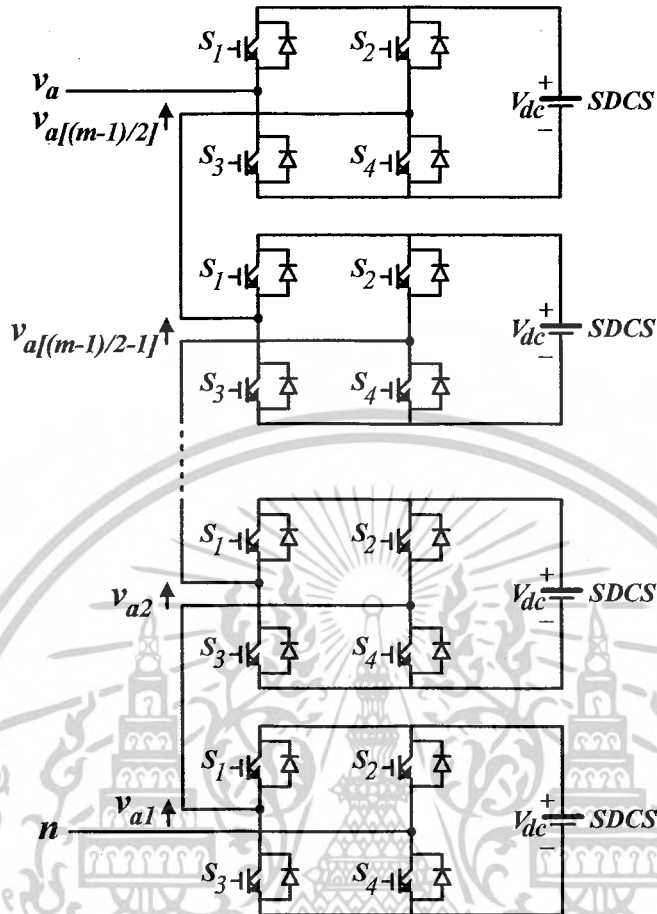 S1 S2
va
va[(m-1)/2]
+
Vdc SDCS
−
S3 S4
S1 S2
va[(m-1)/2-1]
+
Vdc SDCS
−
S3 S4
S1 S2
va2
+
Vdc SDCS
−
S3 S4
S1 S2
va1
n
+
Vdc SDCS
−
S3 S4